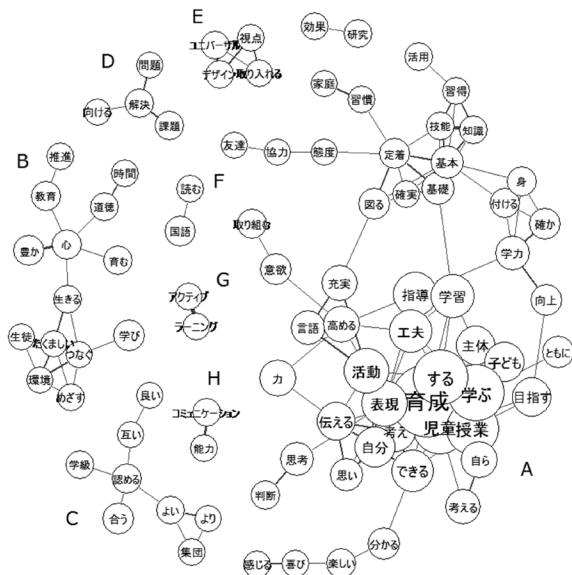 E
ユニバーサル
視点
デザイン
取り入れる
効果
研究
D
問題
向ける
解決
課題
活用
家庭
習慣
習得
技能
知識
友達
協力
態度
定着
基本
B
推進
教育
時間
道徳
豊か
心
育む
生きる
生徒
たくましい
つなぐ
学び
環境
めざす
F
読む
国語
図る
確実
基礎
身
付ける
確か
学力
取り組む
意欲
G
アクティブ
ラーニング
充実
指導
学習
向上
言語
高める
工夫
主体
子ども
ともに
H
コミュニケーション
能力
力
活動
する
学ぶ
目指す
表現
育成
伝える
考え
児童
授業
自分
できる
自ら
A
思考
思い
判断
考える
C
良い
互い
学級
認める
合う
よい
より
集団
分かる
感じる
喜び
楽しい